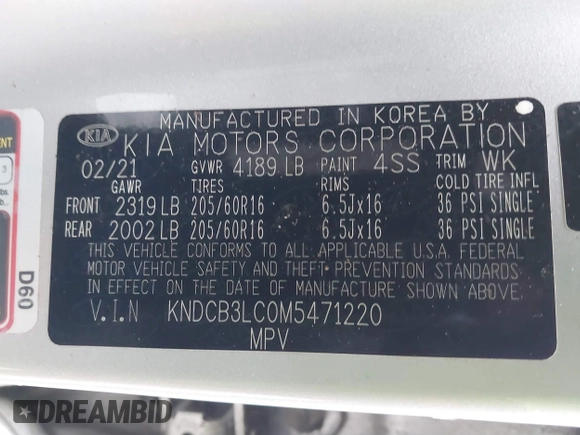 MANUFACTURED IN KOREA BY
KIA KIA MOTORS CORPORATION
02/21 GVWR 4189 LB PAINT 4SS TRIM WK
GAWR TIRES RIMS COLD TIRE INFL
FRONT 2319 LB 205/60R16 6.5Jx16 36 PSI SINGLE
REAR 2002 LB 205/60R16 6.5Jx16 36 PSI SINGLE
THIS VEHICLE CONFORMS TO ALL APPLICABLE U.S.A. FEDERAL
MOTOR VEHICLE SAFETY AND THEFT PREVENTION STANDARDS
IN EFFECT ON THE DATE OF MANUFACTURE SHOWN ABOVE.
V.I.N KNDCB3LC0M5471220
MPV
D60
3
DREAMBID